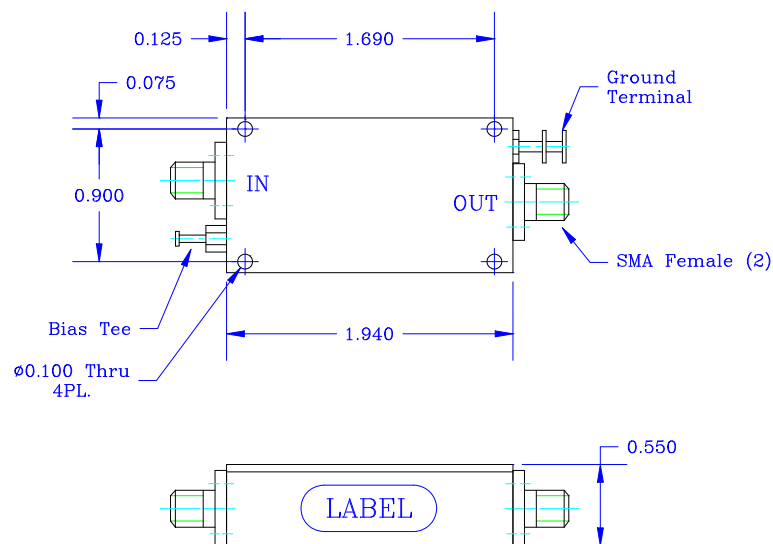 0.125
1.690
0.075
Ground
Terminal
0.900
IN
OUT
SMA Female (2)
Bias Tee
1.940
ø0.100 Thru
4PL.
0.550
LABEL